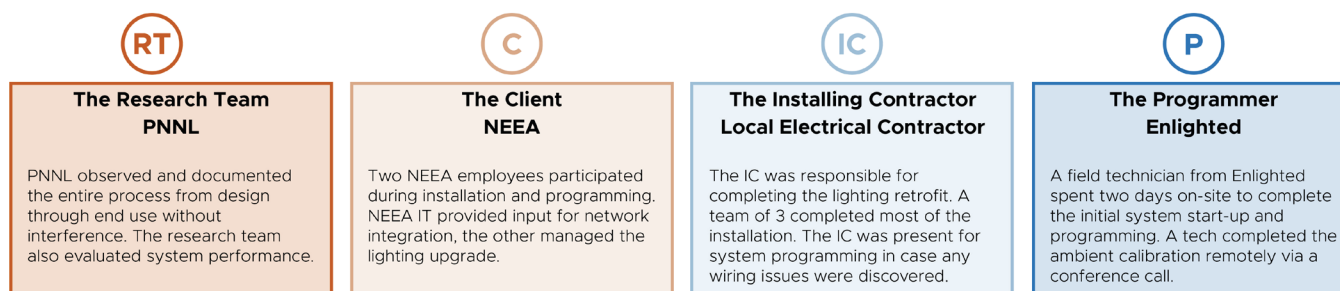 RT
The Research Team
PNNL
PNNL observed and documented
the entire process from design
through end use without
interference. The research team
also evaluated system performance.
C
The Client
NEEA
Two NEEA employees participated
during installation and programming.
NEEA IT provided input for network
integration, the other managed the
lighting upgrade.
IC
The Installing Contractor
Local Electrical Contractor
The IC was responsible for
completing the lighting retrofit. A
team of 3 completed most of the
installation. The IC was present for
system programming in case any
wiring issues were discovered.
P
The Programmer
Enlighted
A field technician from Enlighted
spent two days on-site to complete
the initial system start-up and
programming. A tech completed the
ambient calibration remotely via a
conference call.